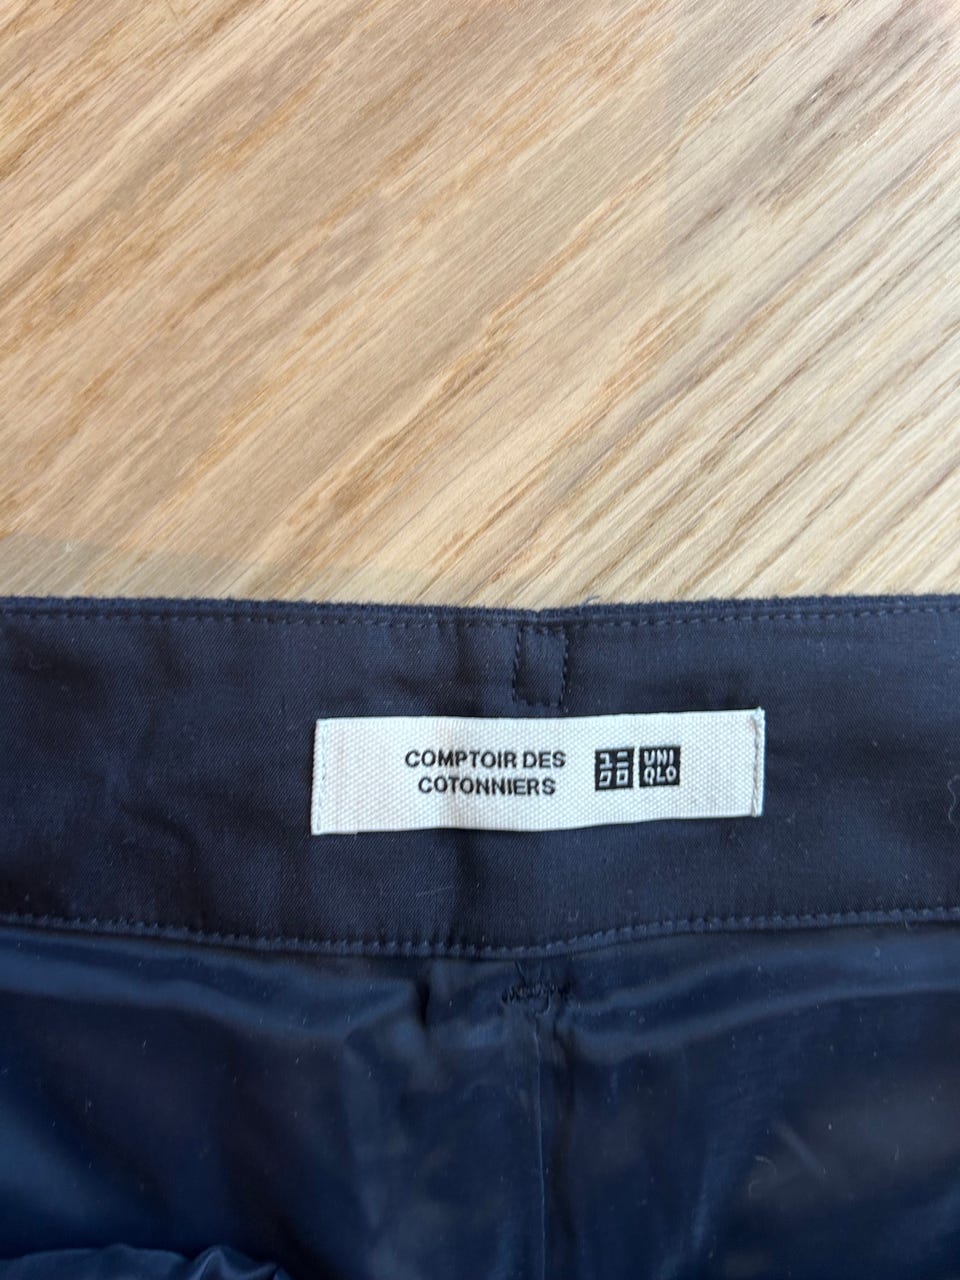 COMPTOIR DES
COTONNIERS
ユニ
クロ
UNI
QLO